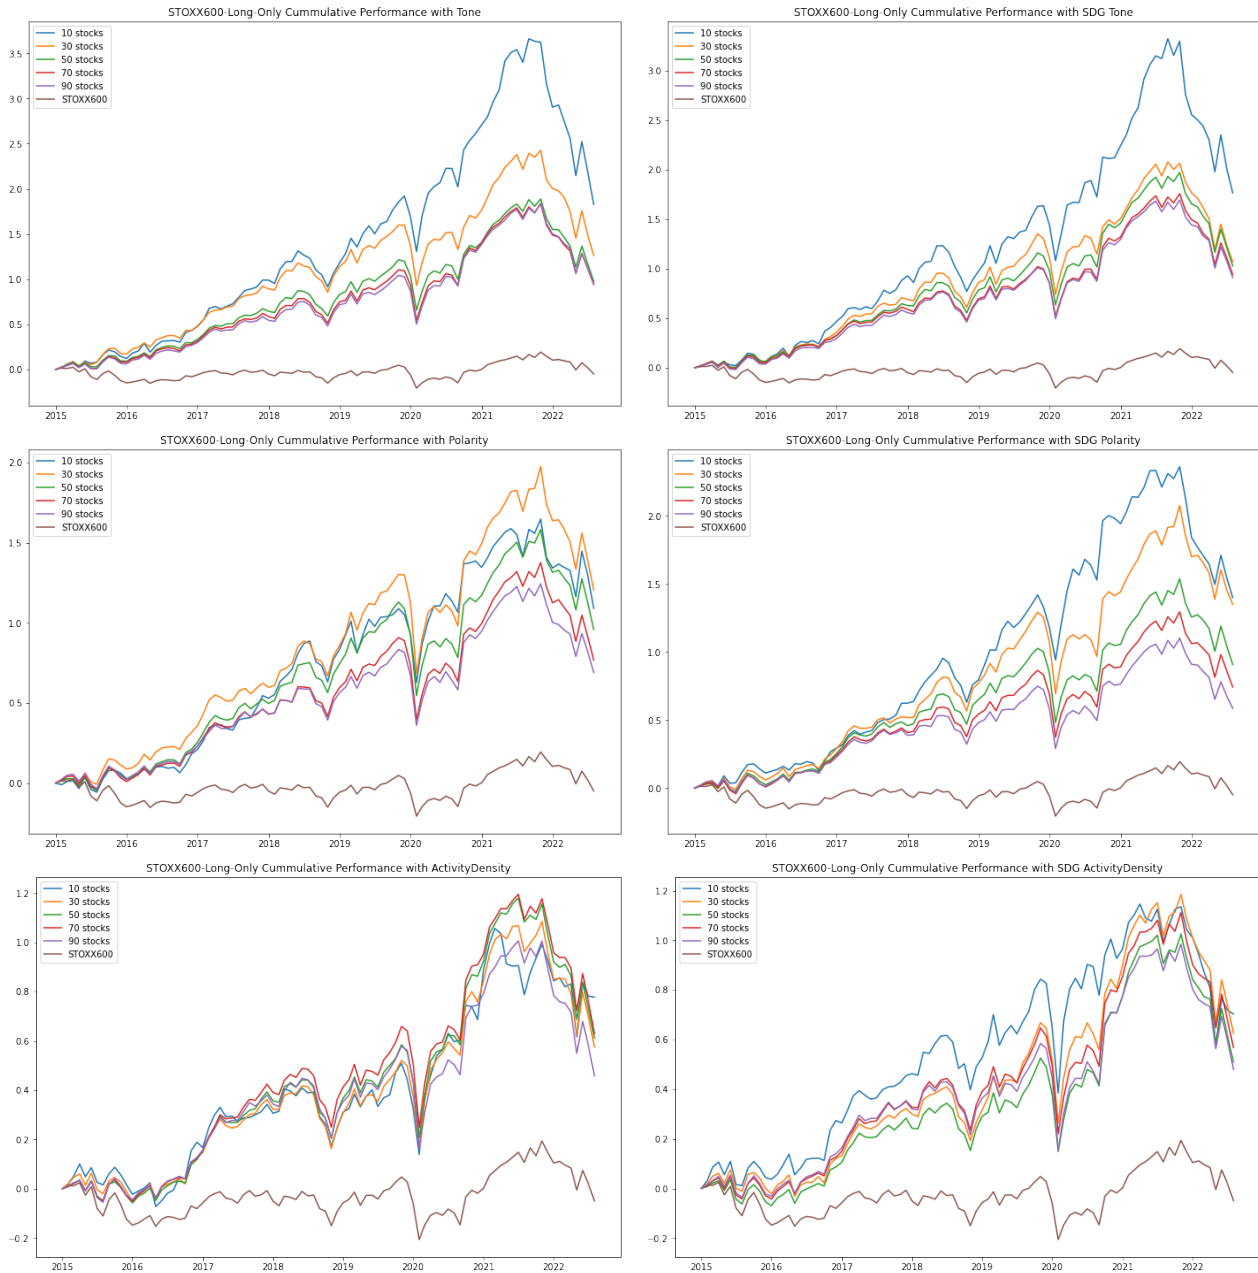 STOXX600-Long-Only Cummulative Performance with Tone
10 stocks
30 stocks
50 stocks
70 stocks
90 stocks
STOXX600
3.5
3.0
2.5
2.0
1.5
1.0
0.5
0.0
2015 2016 2017 2018 2019 2020 2021 2022
STOXX600-Long-Only Cummulative Performance with SDG Tone
10 stocks
30 stocks
50 stocks
70 stocks
90 stocks
STOXX600
3.0
2.5
2.0
1.5
1.0
0.5
0.0
2015 2016 2017 2018 2019 2020 2021 2022
STOXX600-Long-Only Cummulative Performance with Polarity
10 stocks
30 stocks
50 stocks
70 stocks
90 stocks
STOXX600
2.0
1.5
1.0
0.5
0.0
2015 2016 2017 2018 2019 2020 2021 2022
STOXX600-Long-Only Cummulative Performance with SDG Polarity
10 stocks
30 stocks
50 stocks
70 stocks
90 stocks
STOXX600
2.0
1.5
1.0
0.5
0.0
2015 2016 2017 2018 2019 2020 2021 2022
STOXX600-Long-Only Cummulative Performance with ActivityDensity
10 stocks
30 stocks
50 stocks
70 stocks
90 stocks
STOXX600
1.2
1.0
0.8
0.6
0.4
0.2
0.0
−0.2
2015 2016 2017 2018 2019 2020 2021 2022
STOXX600-Long-Only Cummulative Performance with SDG ActivityDensity
10 stocks
30 stocks
50 stocks
70 stocks
90 stocks
STOXX600
1.2
1.0
0.8
0.6
0.4
0.2
0.0
−0.2
2015 2016 2017 2018 2019 2020 2021 2022